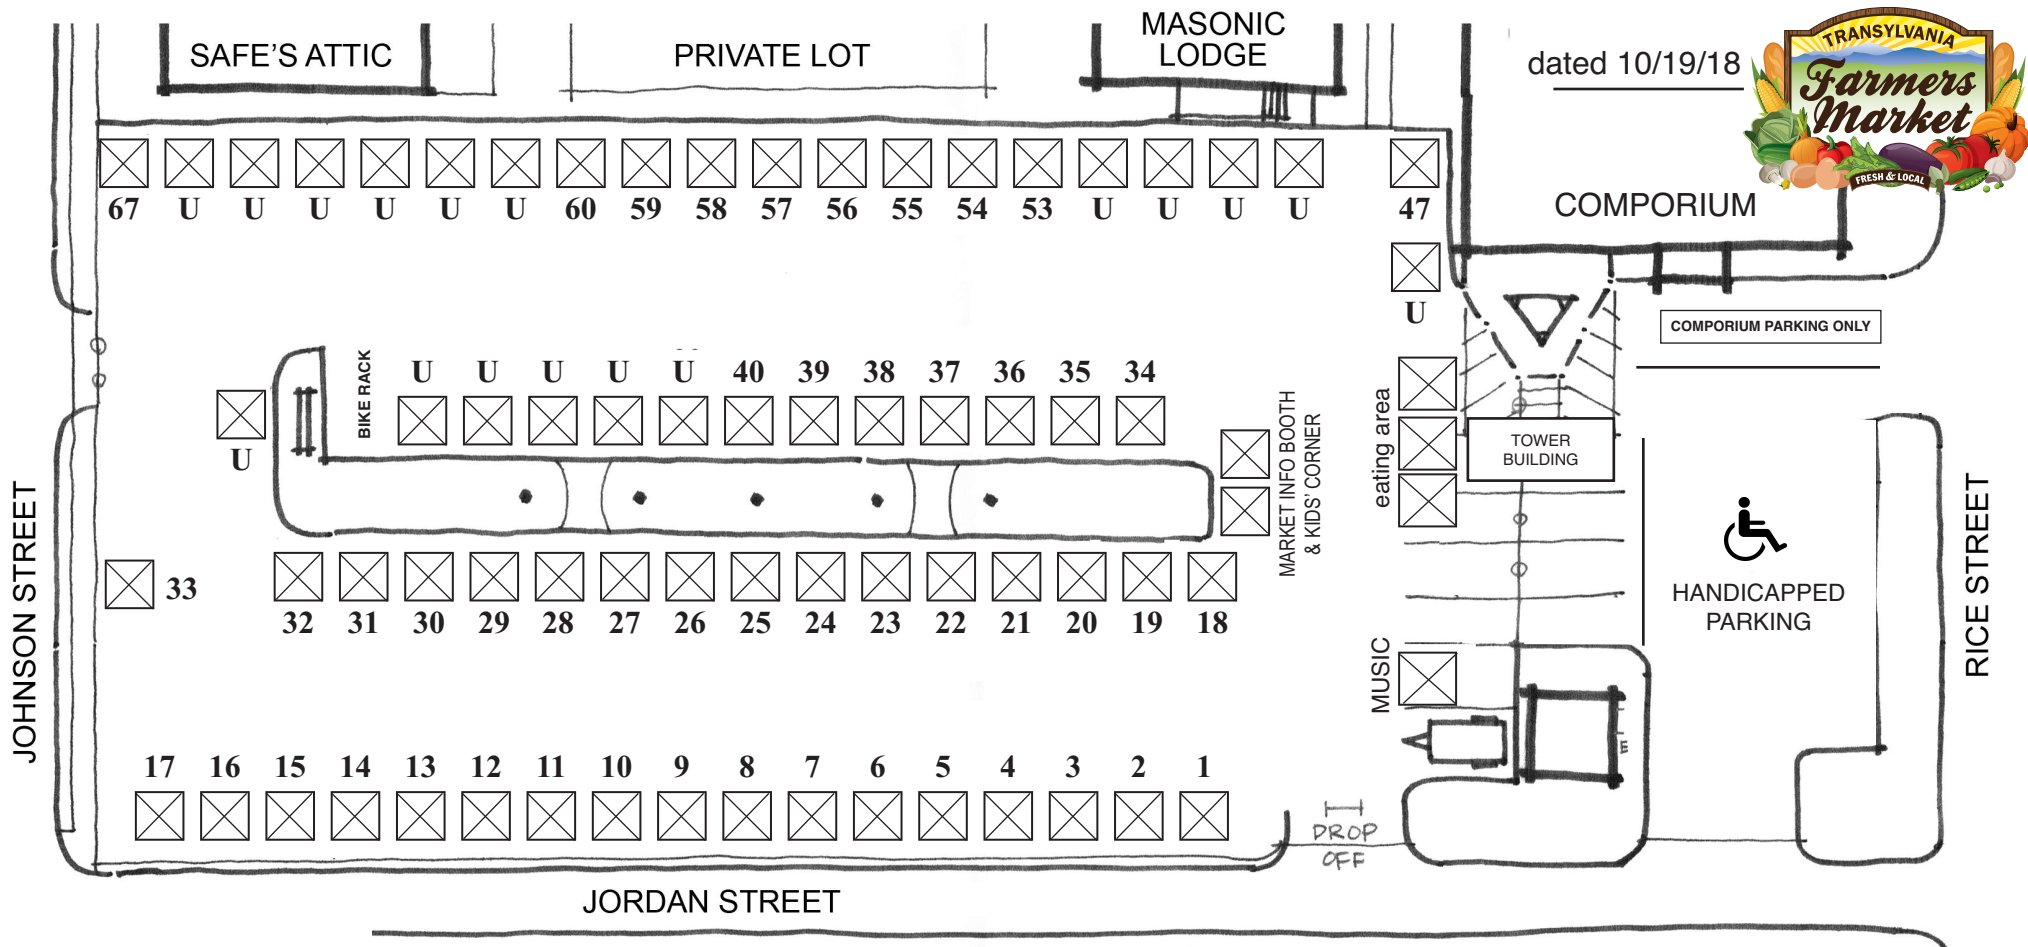 SAFE'S ATTIC
PRIVATE LOT
MASONIC
LODGE
dated 10/19/18
TRANSYLVANIA
Farmers
Market
FRESH & LOCAL
67 U U U U U U 60 59 58 57 56 55 54 53 U U U U 47
COMPORIUM
U
COMPORIUM PARKING ONLY
BIKE RACK
U U U U U 40 39 38 37 36 35 34
U
MARKET INFO BOOTH
& KIDS' CORNER
eating area
TOWER
BUILDING
JOHNSON STREET
33
32 31 30 29 28 27 26 25 24 23 22 21 20 19 18
HANDICAPPED
PARKING
RICE STREET
MUSIC
17 16 15 14 13 12 11 10 9 8 7 6 5 4 3 2 1
DROP
OFF
JORDAN STREET